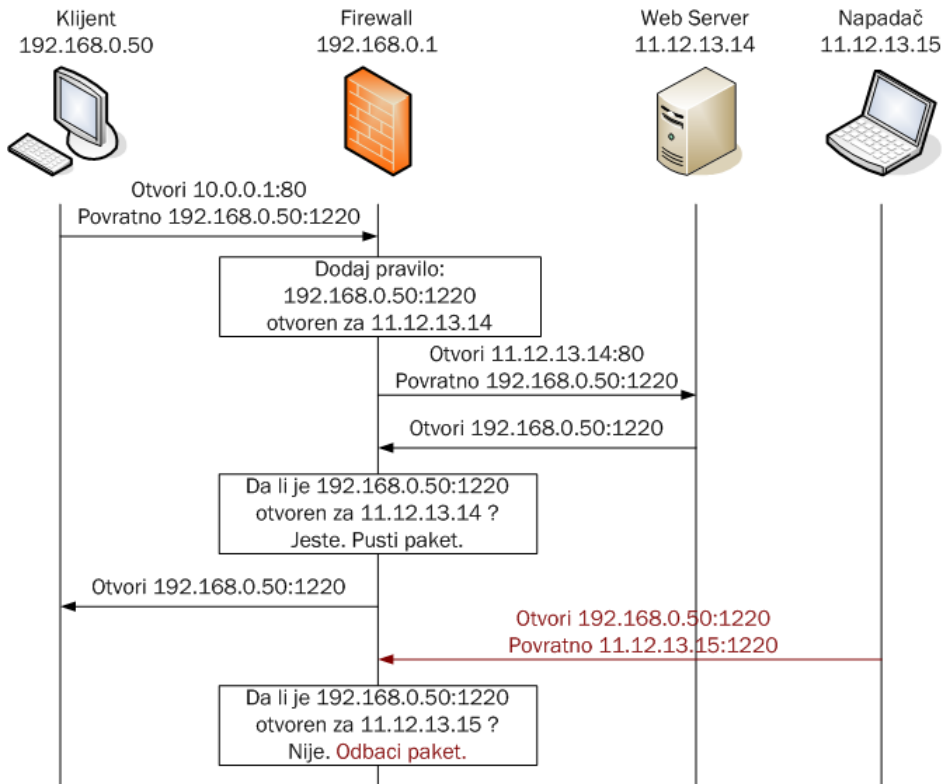 Klijent
192.168.0.50
Firewall
192.168.0.1
Web Server
11.12.13.14
Napadač
11.12.13.15
Otvori 10.0.0.1:80
Povratno 192.168.0.50:1220
Dodaj pravilo:
192.168.0.50:1220
otvoren za 11.12.13.14
Otvori 11.12.13.14:80
Povratno 192.168.0.50:1220
Otvori 192.168.0.50:1220
Da li je 192.168.0.50:1220
otvoren za 11.12.13.14 ?
Jeste. Pusti paket.
Otvori 192.168.0.50:1220
Otvori 192.168.0.50:1220
Povratno 11.12.13.15:1220
Da li je 192.168.0.50:1220
otvoren za 11.12.13.15 ?
Nije. Odbaci paket.